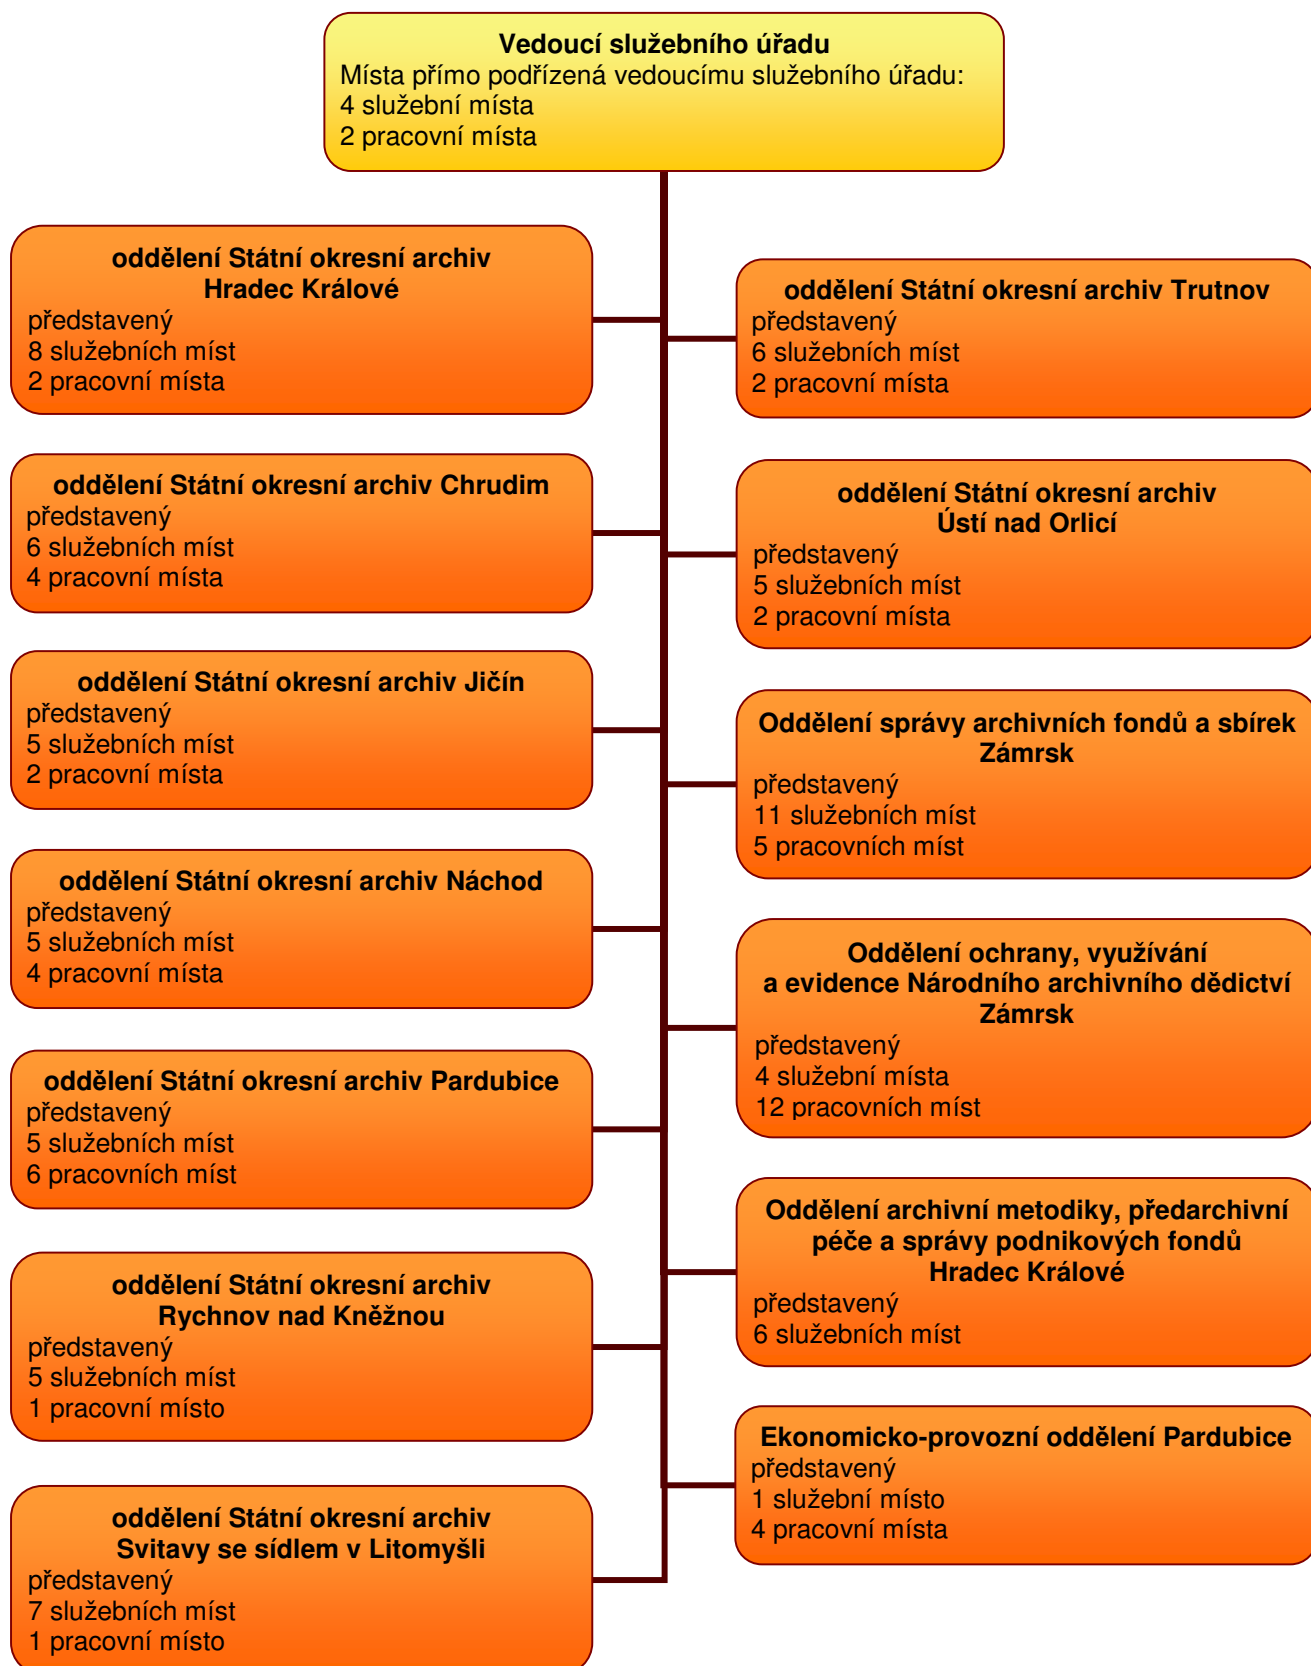 Vedoucí služebního úřadu
Místa přímo podřízená vedoucímu služebního úřadu:
4 služební místa
2 pracovní místa
oddělení Státní okresní archiv
Hradec Králové
představený
8 služebních míst
2 pracovní místa
oddělení Státní okresní archiv Chrudim
představený
6 služebních míst
4 pracovní místa
oddělení Státní okresní archiv Jičín
představený
5 služebních míst
2 pracovní místa
oddělení Státní okresní archiv Náchod
představený
5 služebních míst
4 pracovní místa
oddělení Státní okresní archiv Pardubice
představený
5 služebních míst
6 pracovních míst
oddělení Státní okresní archiv
Rychnov nad Kněžnou
představený
5 služebních míst
1 pracovní místo
oddělení Státní okresní archiv
Svitavy se sídlem v Litomyšli
představený
7 služebních míst
1 pracovní místo
oddělení Státní okresní archiv Trutnov
představený
6 služebních míst
2 pracovní místa
oddělení Státní okresní archiv
Ústí nad Orlicí
představený
5 služebních míst
2 pracovní místa
Oddělení správy archivních fondů a sbírek
Zámrsk
představený
11 služebních míst
5 pracovních míst
Oddělení ochrany, využívání
a evidence Národního archivního dědictví
Zámrsk
představený
4 služební místa
12 pracovních míst
Oddělení archivní metodiky, předarchivní
péče a správy podnikových fondů
Hradec Králové
představený
6 služebních míst
Ekonomicko-provozní oddělení Pardubice
představený
1 služební místo
4 pracovní místa